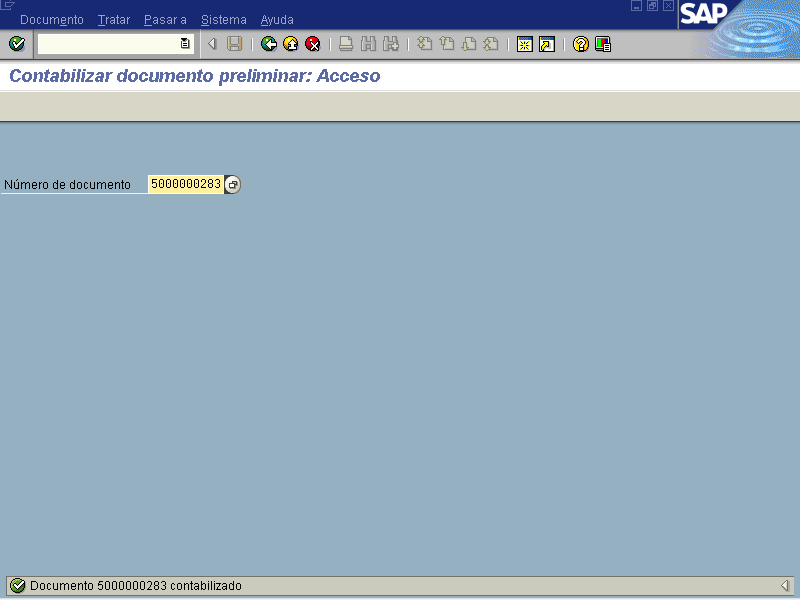 Documento Tratar Pasar a Sistema Ayuda
SAP
Contabilizar documento preliminar: Acceso
Número de documento 5000000283
Documento 5000000283 contabilizado